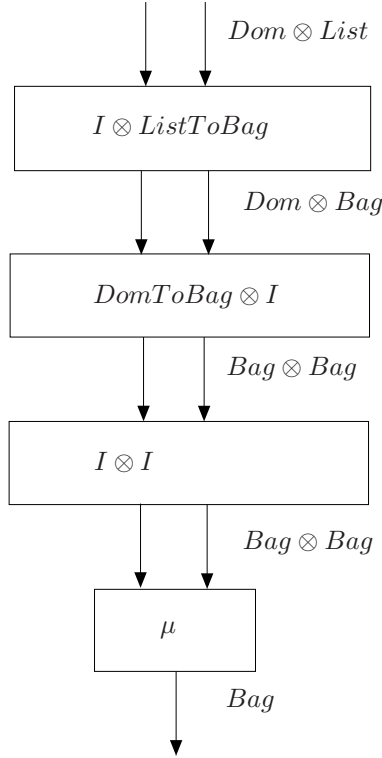 Dom ⊗ List
I ⊗ ListToBag
Dom ⊗ Bag
DomToBag ⊗ I
Bag ⊗ Bag
I ⊗ I
Bag ⊗ Bag
μ
Bag